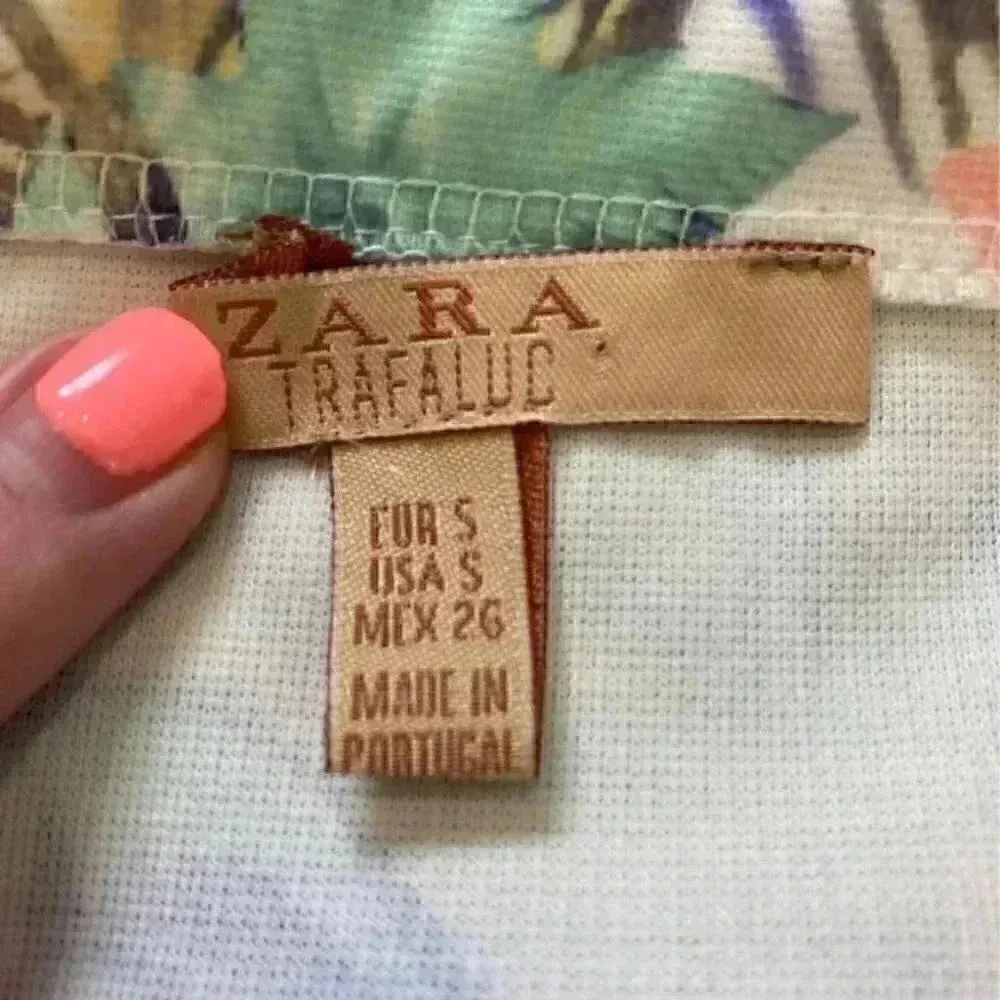 ZARA
TRAFALUC
EUR S
USA S
MEX 26
MADE IN
PORTUGAL